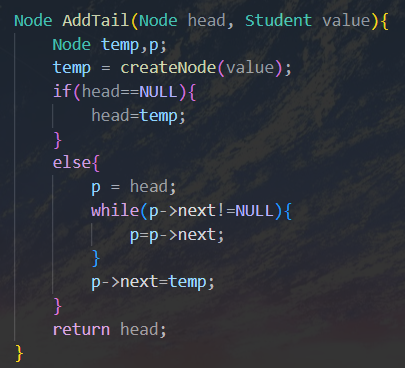 Node AddTail(Node head, Student value){
    Node temp,p;
    temp = createNode(value);
    if(head==NULL){
        head=temp;
    }
    else{
        p = head;
        while(p->next!=NULL){
            p=p->next;
        }
        p->next=temp;
    }
    return head;
}